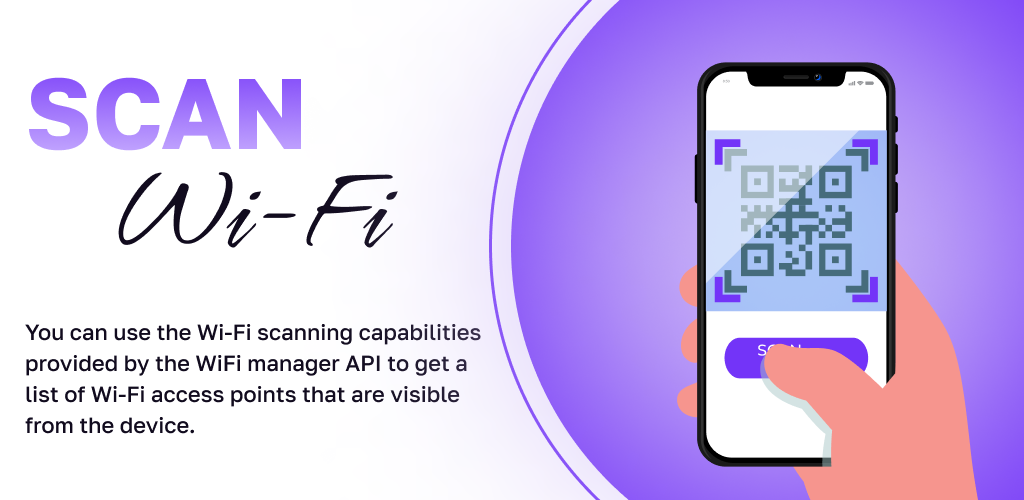 SCAN
Wi-Fi
You can use the Wi-Fi scanning capabilities
provided by the WiFi manager API to get a
list of Wi-Fi access points that are visible
from the device.